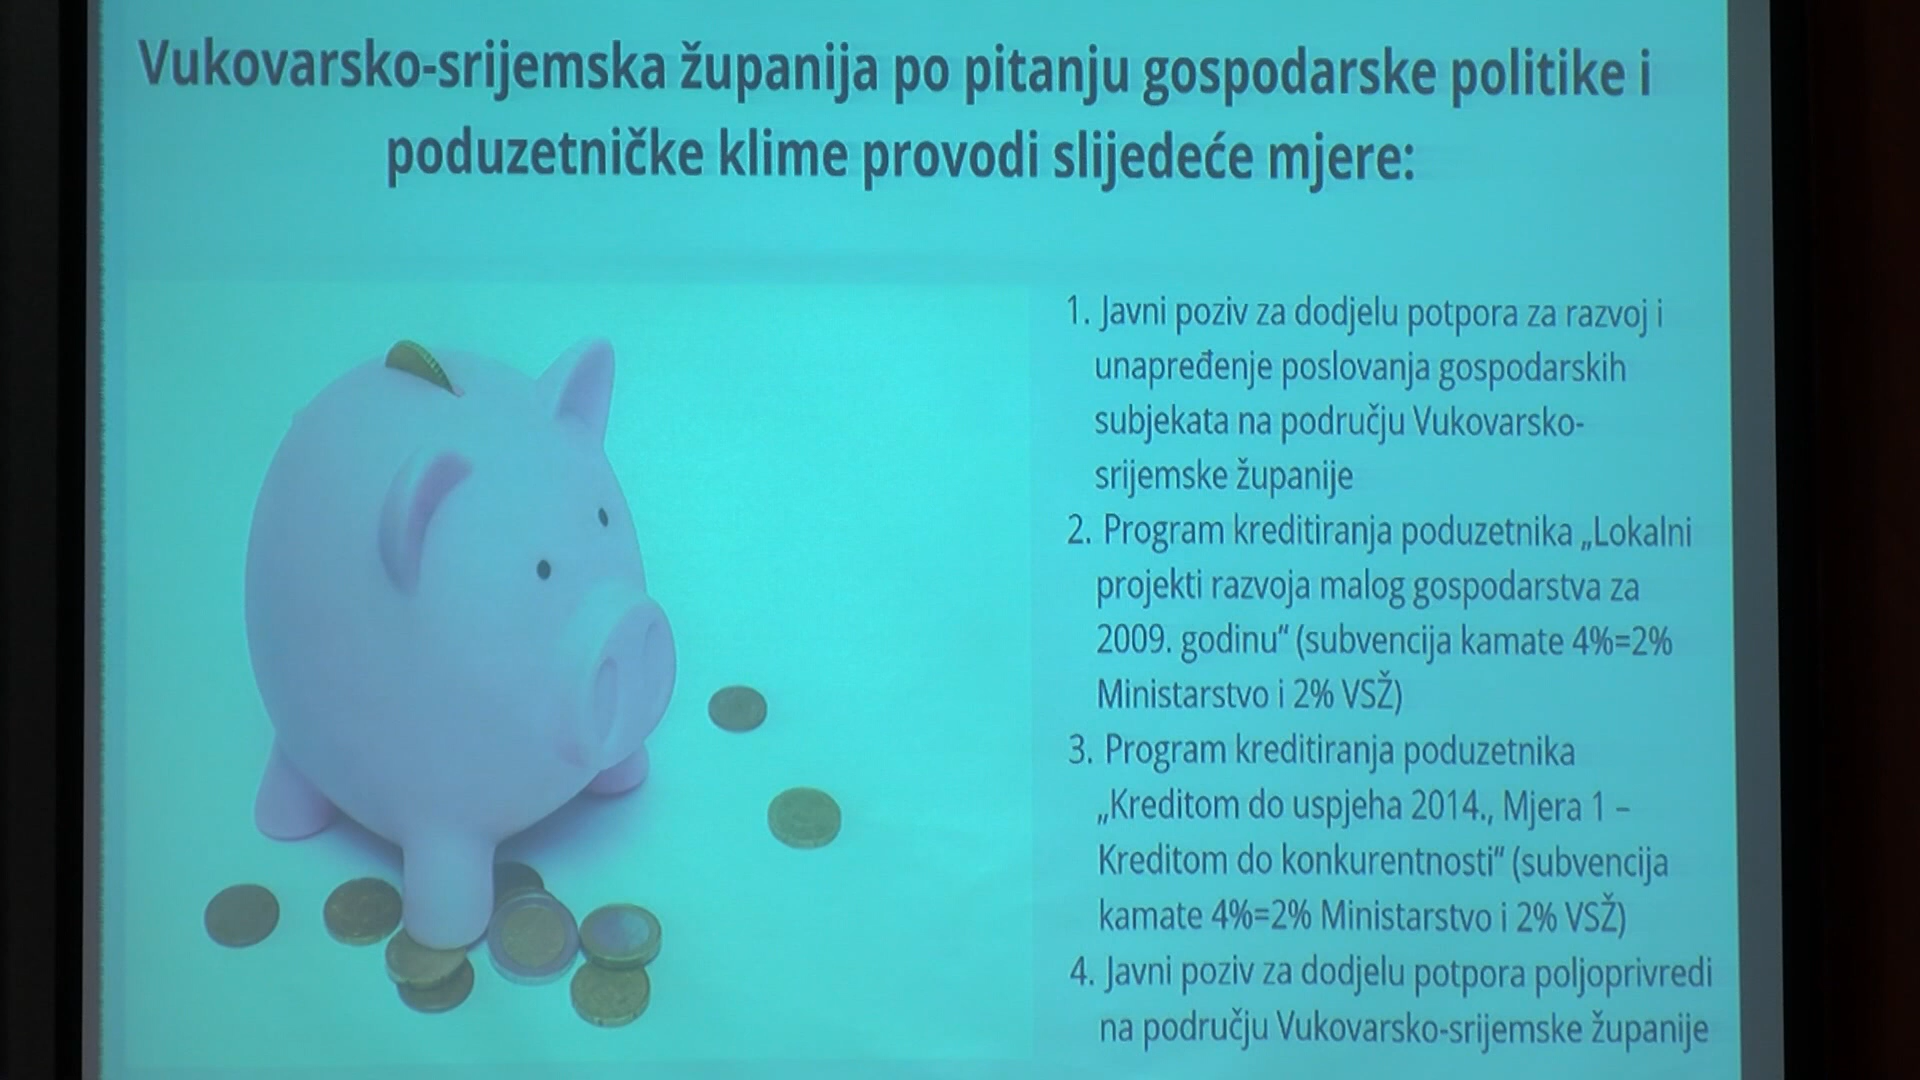 Vukovarsko-srijemska županija po pitanju gospodarske politike i
poduzetničke klime provodi slijedeće mjere:
1. Javni poziv za dodjelu potpora za razvoj i
unapređenje poslovanja gospodarskih
subjekata na području Vukovarsko-
srijemske županije
2. Program kreditiranja poduzetnika „Lokalni
projekti razvoja malog gospodarstva za
2009. godinu“ (subvencija kamate 4%=2%
Ministarstvo i 2% VSŽ)
3. Program kreditiranja poduzetnika
„Kreditom do uspjeha 2014., Mjera 1 –
Kreditom do konkurentnosti“ (subvencija
kamate 4%=2% Ministarstvo i 2% VSŽ)
4. Javni poziv za dodjelu potpora poljoprivredi
na području Vukovarsko-srijemske županije